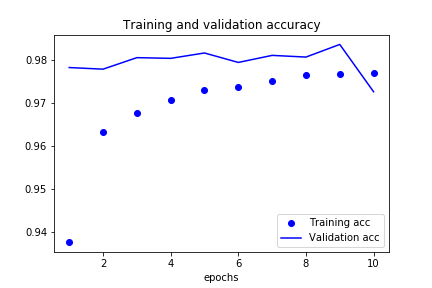 Training and validation accuracy
0.98
0.97
0.96
0.95
0.94
Training acc
Validation acc
2 4 6 8 10
epochs